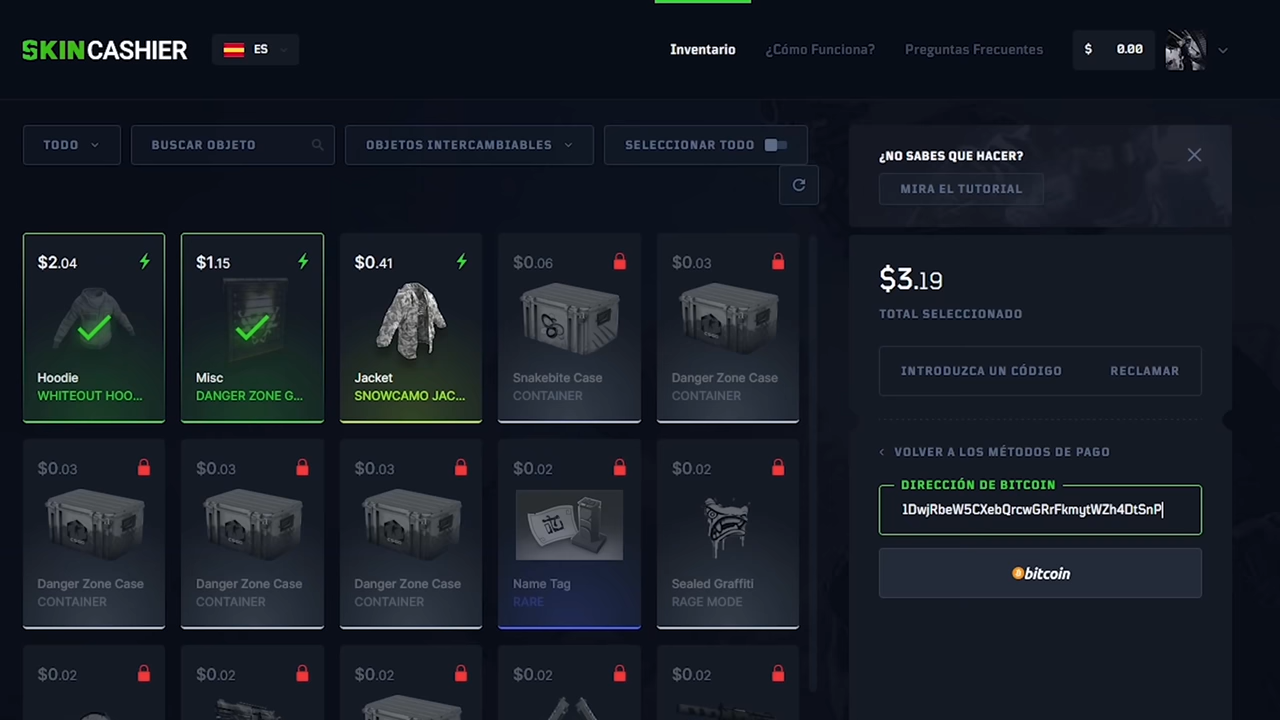 SKINCASHIER
ES
Inventario
¿Cómo Funciona?
Preguntas Frecuentes
$ 0.00
TODO
BUSCAR OBJETO
OBJETOS INTERCAMBIABLES
SELECCIONAR TODO
¿NO SABES QUE HACER?
MIRA EL TUTORIAL
$2.04
Hoodie
WHITEOUT HOO...
$1.15
Misc
DANGER ZONE G...
$0.41
Jacket
SNOWCAMO JAC...
$0.06
Snakebite Case
CONTAINER
$0.03
Danger Zone Case
CONTAINER
$0.03
Danger Zone Case
CONTAINER
$0.03
Danger Zone Case
CONTAINER
$0.03
Danger Zone Case
CONTAINER
$0.02
Name Tag
RARE
$0.02
Sealed Graffiti
RAGE MODE
$0.02
$0.02
$0.02
$0.02
$0.02
$3.19
TOTAL SELECCIONADO
INTRODUZCA UN CÓDIGO
RECLAMAR
VOLVER A LOS MÉTODOS DE PAGO
DIRECCIÓN DE BITCOIN
1DwjRbeW5CXebQrcwGRrFkmytWZh4DtSnP
bitcoin